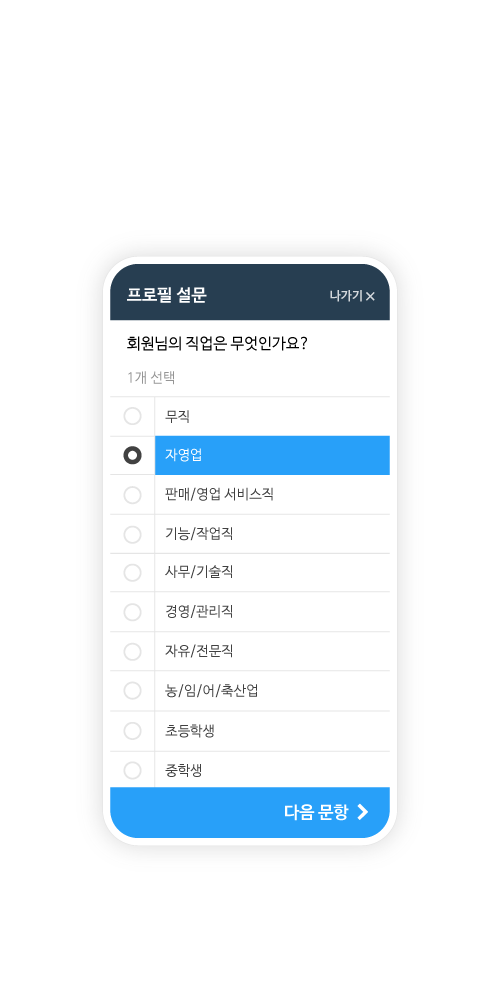 프로필 설문
나가기 ×
회원님의 직업은 무엇인가요?
1개 선택
무직
자영업
판매/영업 서비스직
기능/작업직
사무/기술직
경영/관리직
자유/전문직
농/임/어/축산업
초등학생
중학생
다음 문항